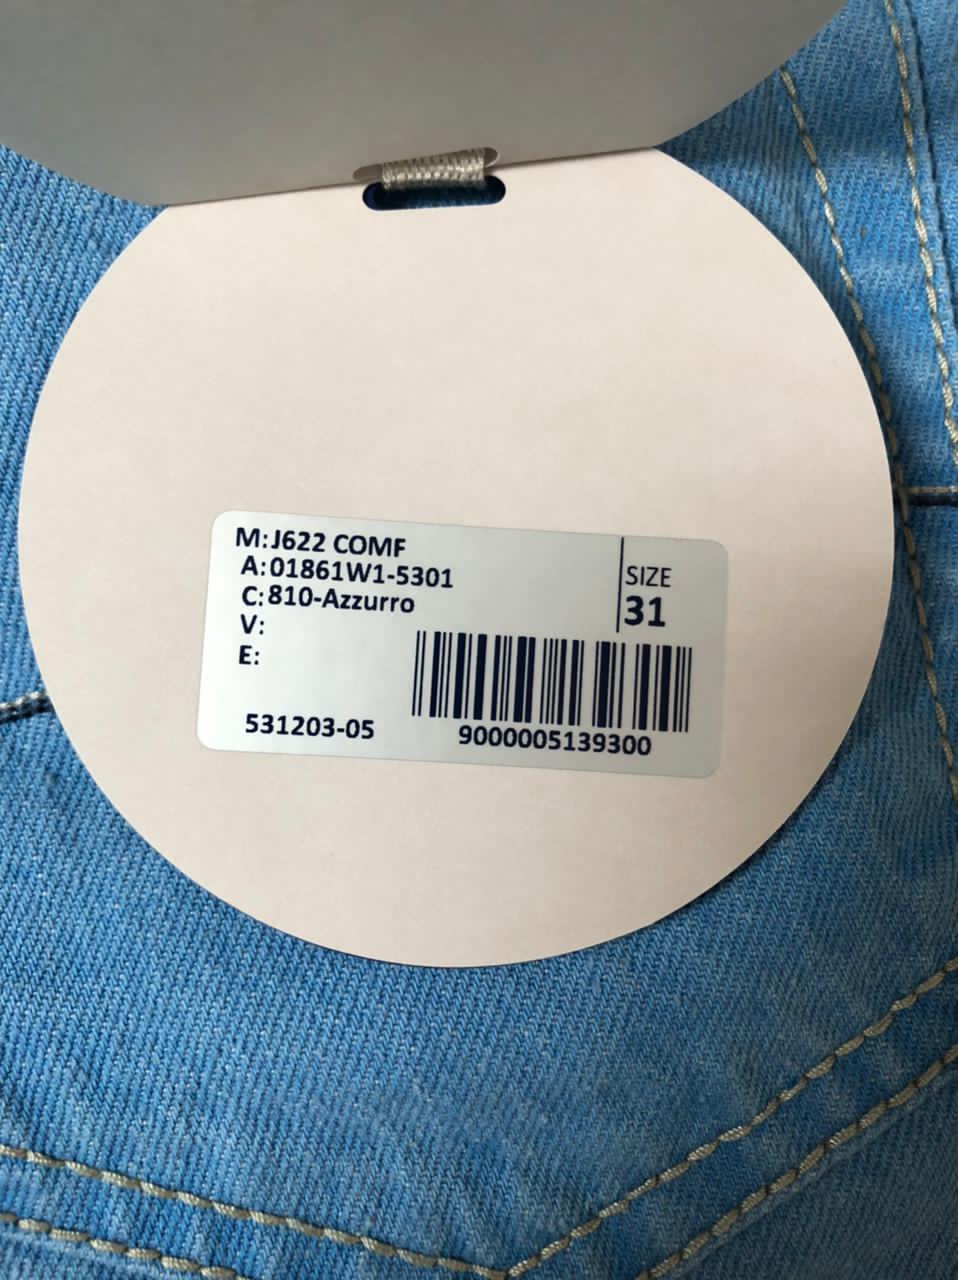 M:J622 COMF
A:01861W1-5301
C:810-Azzurro
V:
E:
SIZE
31
531203-05
9000005139300